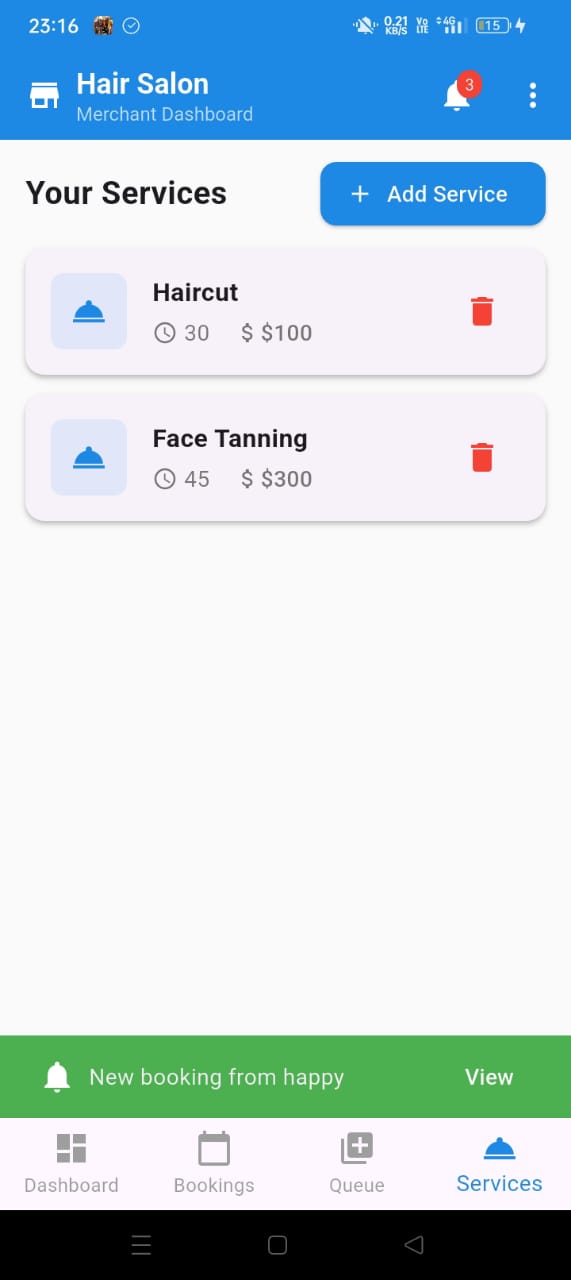 23:16
0.21 KB/S
Vo LTE
4G
15
Hair Salon
Merchant Dashboard
3
Your Services
+ Add Service
Haircut
30 $ $100
Face Tanning
45 $ $300
New booking from happy
View
Dashboard
Bookings
Queue
Services